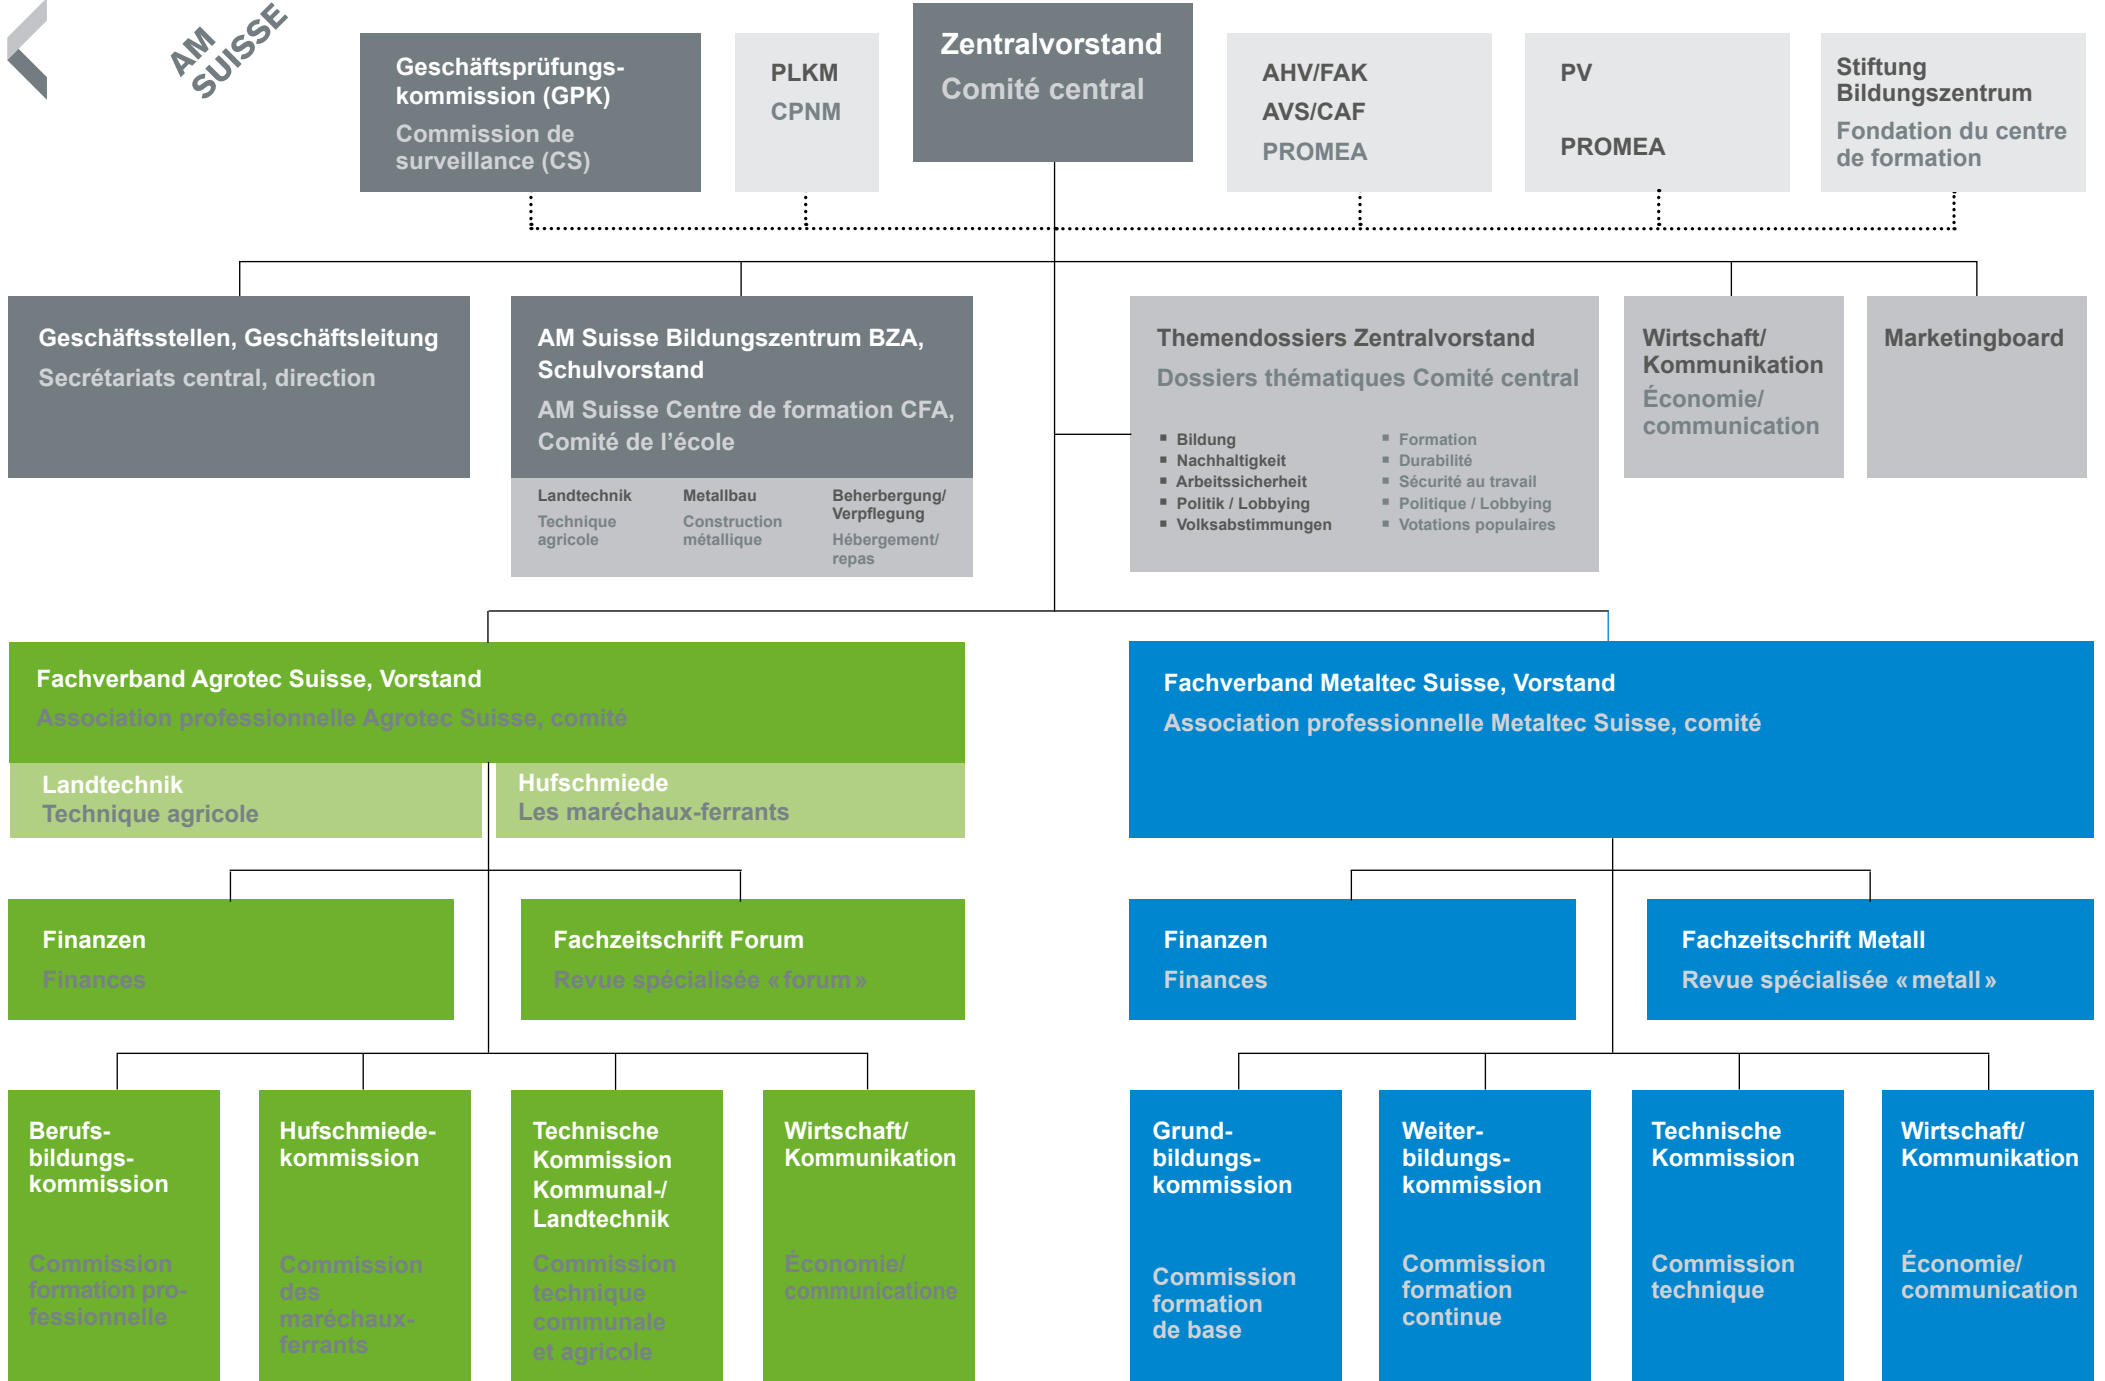 AM
SUISSE
Geschäftsprüfungs-
kommission (GPK)
Commission de
surveillance (CS)
PLKM
CPNM
Zentralvorstand
Comité central
AHV/FAK
AVS/CAF
PROMEA
PV
PROMEA
Stiftung
Bildungszentrum
Fondation du centre
de formation
Geschäftsstellen, Geschäftsleitung
Secrétariats central, direction
AM Suisse Bildungszentrum BZA,
Schulvorstand
AM Suisse Centre de formation CFA,
Comité de l’école
Landtechnik
Technique
agricole
Metallbau
Construction
métallique
Beherbergung/
Verpflegung
Hébergement/
repas
Themendossiers Zentralvorstand
Dossiers thématiques Comité central
▪ Bildung
▪ Nachhaltigkeit
▪ Arbeitssicherheit
▪ Politik / Lobbying
▪ Volksabstimmungen
▪ Formation
▪ Durabilité
▪ Sécurité au travail
▪ Politique / Lobbying
▪ Votations populaires
Wirtschaft/
Kommunikation
Économie/
communication
Marketingboard
Fachverband Agrotec Suisse, Vorstand
Association professionnelle Agrotec Suisse, comité
Landtechnik
Technique agricole
Hufschmiede
Les maréchaux-ferrants
Fachverband Metaltec Suisse, Vorstand
Association professionnelle Metaltec Suisse, comité
Finanzen
Finances
Fachzeitschrift Forum
Revue spécialisée «forum»
Finanzen
Finances
Fachzeitschrift Metall
Revue spécialisée «metall»
Berufs-
bildungs-
kommission
Commission
formation pro-
fessionnelle
Hufschmiede-
kommission
Commission
des
maréchaux-
ferrants
Technische
Kommission
Kommunal-/
Landtechnik
Commission
technique
communale
et agricole
Wirtschaft/
Kommunikation
Économie/
communicatione
Grund-
bildungs-
kommission
Commission
formation
de base
Weiter-
bildungs-
kommission
Commission
formation
continue
Technische
Kommission
Commission
technique
Wirtschaft/
Kommunikation
Économie/
communication